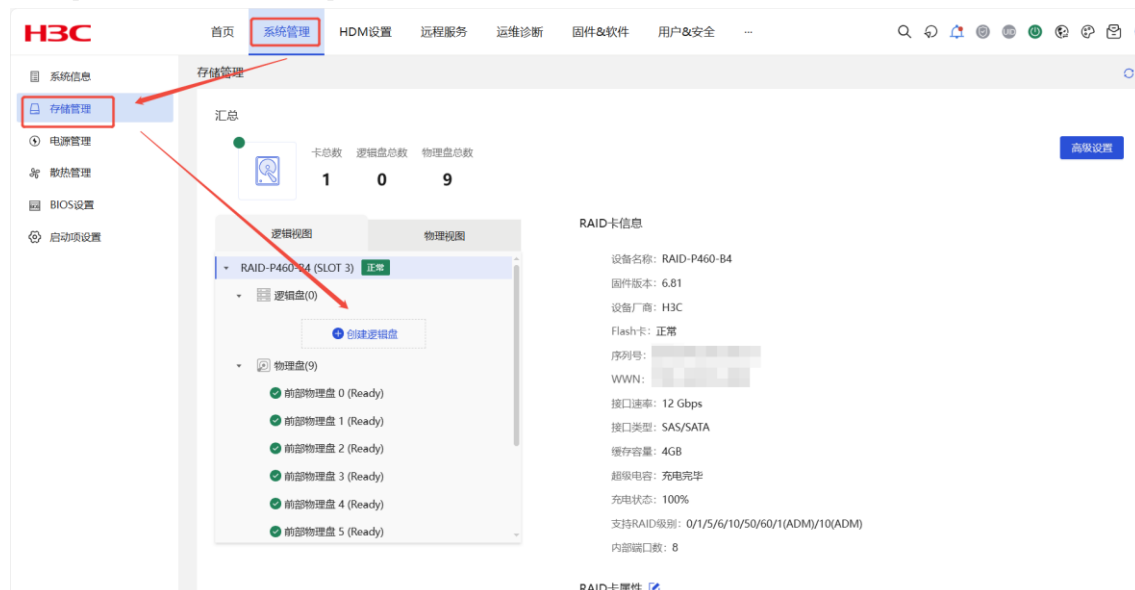 H3C
首页 系统管理 HDM设置 远程服务 运维诊断 固件&软件 用户&安全 ...
UID
系统信息
存储管理
电源管理
散热管理
BIOS设置
启动项设置
存储管理
汇总
卡总数 逻辑盘总数 物理盘总数
1 0 9
高级设置
逻辑视图 物理视图
RAID-P460-B4 (SLOT 3) 正常
逻辑盘(0)
创建逻辑盘
物理盘(9)
前部物理盘 0 (Ready)
前部物理盘 1 (Ready)
前部物理盘 2 (Ready)
前部物理盘 3 (Ready)
前部物理盘 4 (Ready)
前部物理盘 5 (Ready)
RAID卡信息
设备名称: RAID-P460-B4
固件版本: 6.81
设备厂商: H3C
Flash卡: 正常
序列号:
WWN:
接口速率: 12 Gbps
接口类型: SAS/SATA
缓存容量: 4GB
超级电容: 充电完毕
充电状态: 100%
支持RAID级别: 0/1/5/6/10/50/60/1(ADM)/10(ADM)
内部端口数: 8
RAID卡属性